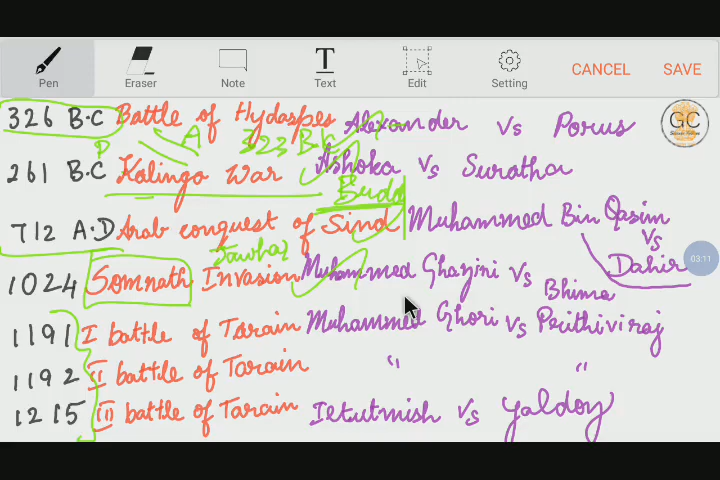 Pen Eraser Note Text Edit Setting CANCEL SAVE
326 B.C Battle of Hydaspes Alexander Vs Porus
P A 323 B.C
261 B.C Kalinga War Ashoka Vs Suratha
Budd
712 A.D Arab conquest of Sind Muhammed Bin Qasim
Vs
Dahir
03:11
1024 Somnath Invasion Muhammed Ghazini Vs Bhima
1191 I battle of Tarain Muhammed Ghori Vs Prithiviraj
1192 II battle of Tarain " "
1215 III battle of Tarain Iltutmish Vs Yaldoy
GC